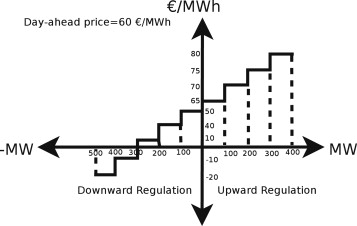 €/MWh
Day-ahead price=60 €/MWh
80
75
70
65
50
40
10
-MW
500 400 300 200 100
100 200 300 400
MW
-10
-20
Downward Regulation
Upward Regulation